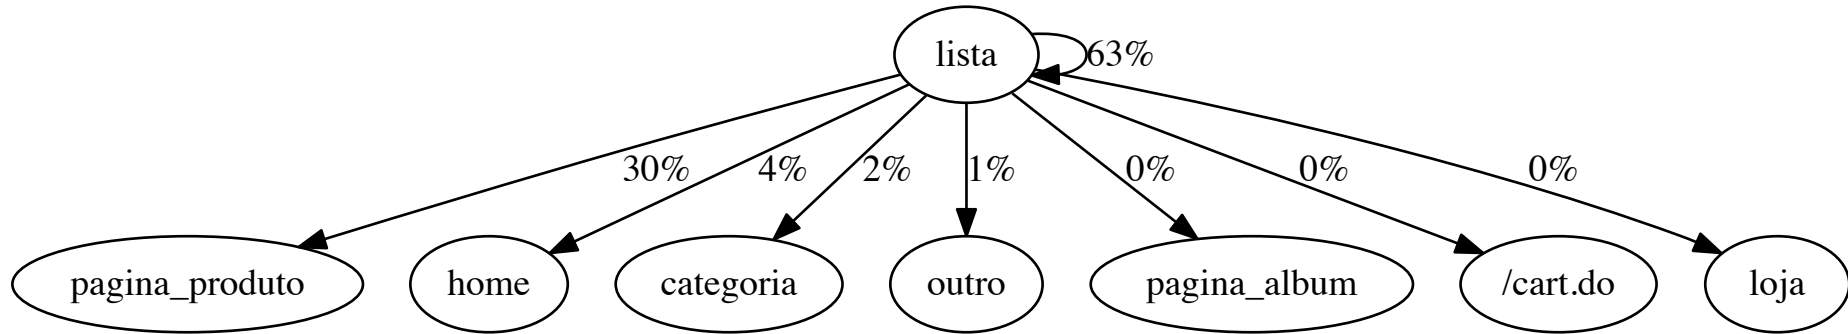 lista
63%
30%
4%
2%
1%
0%
0%
0%
pagina_produto
home
categoria
outro
pagina_album
/cart.do
loja